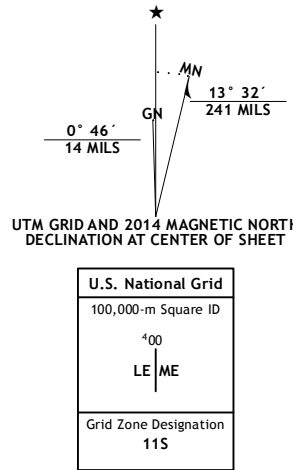 ★
MN
GN
13° 32´
241 MILS
0° 46´
14 MILS
UTM GRID AND 2014 MAGNETIC NORTH
DECLINATION AT CENTER OF SHEET
U.S. National Grid
100,000-m Square ID
⁴00
LE ME
Grid Zone Designation
11S